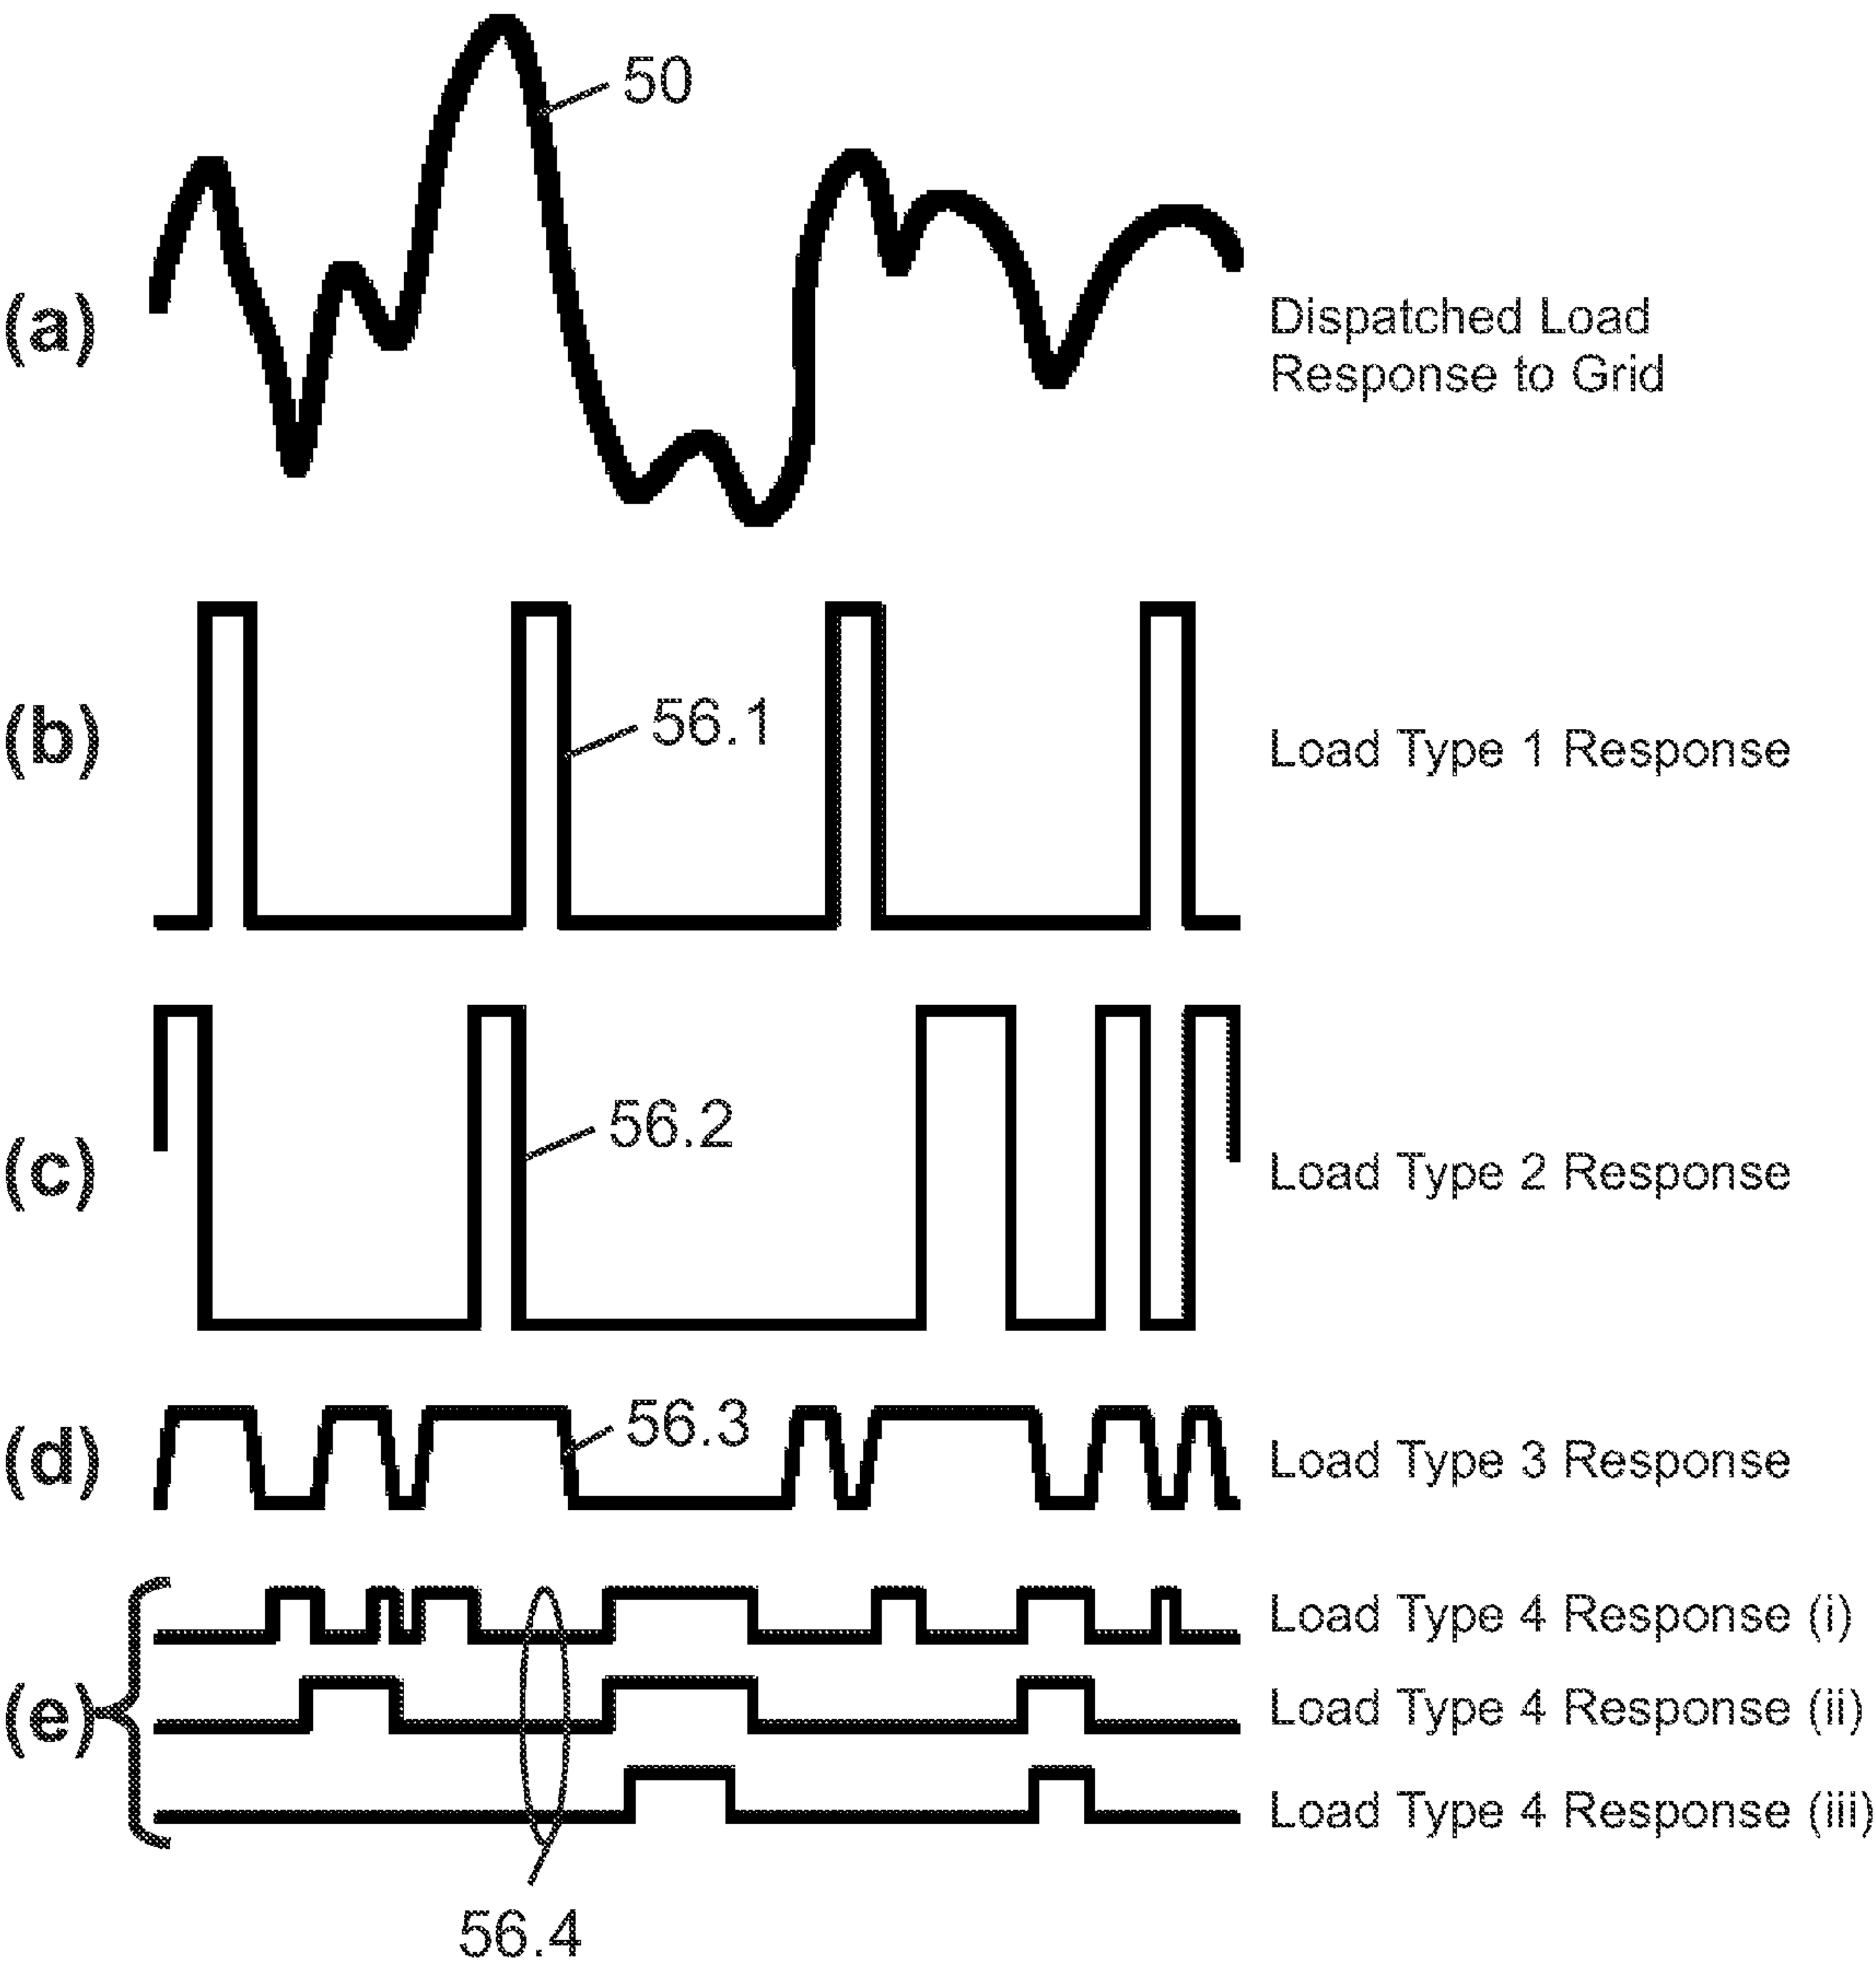 50
(a)
Dispatched Load
Response to Grid
(b)
56.1
Load Type 1 Response
(c)
56.2
Load Type 2 Response
(d)
56.3
Load Type 3 Response
(e)
Load Type 4 Response (i)
Load Type 4 Response (ii)
Load Type 4 Response (iii)
56.4